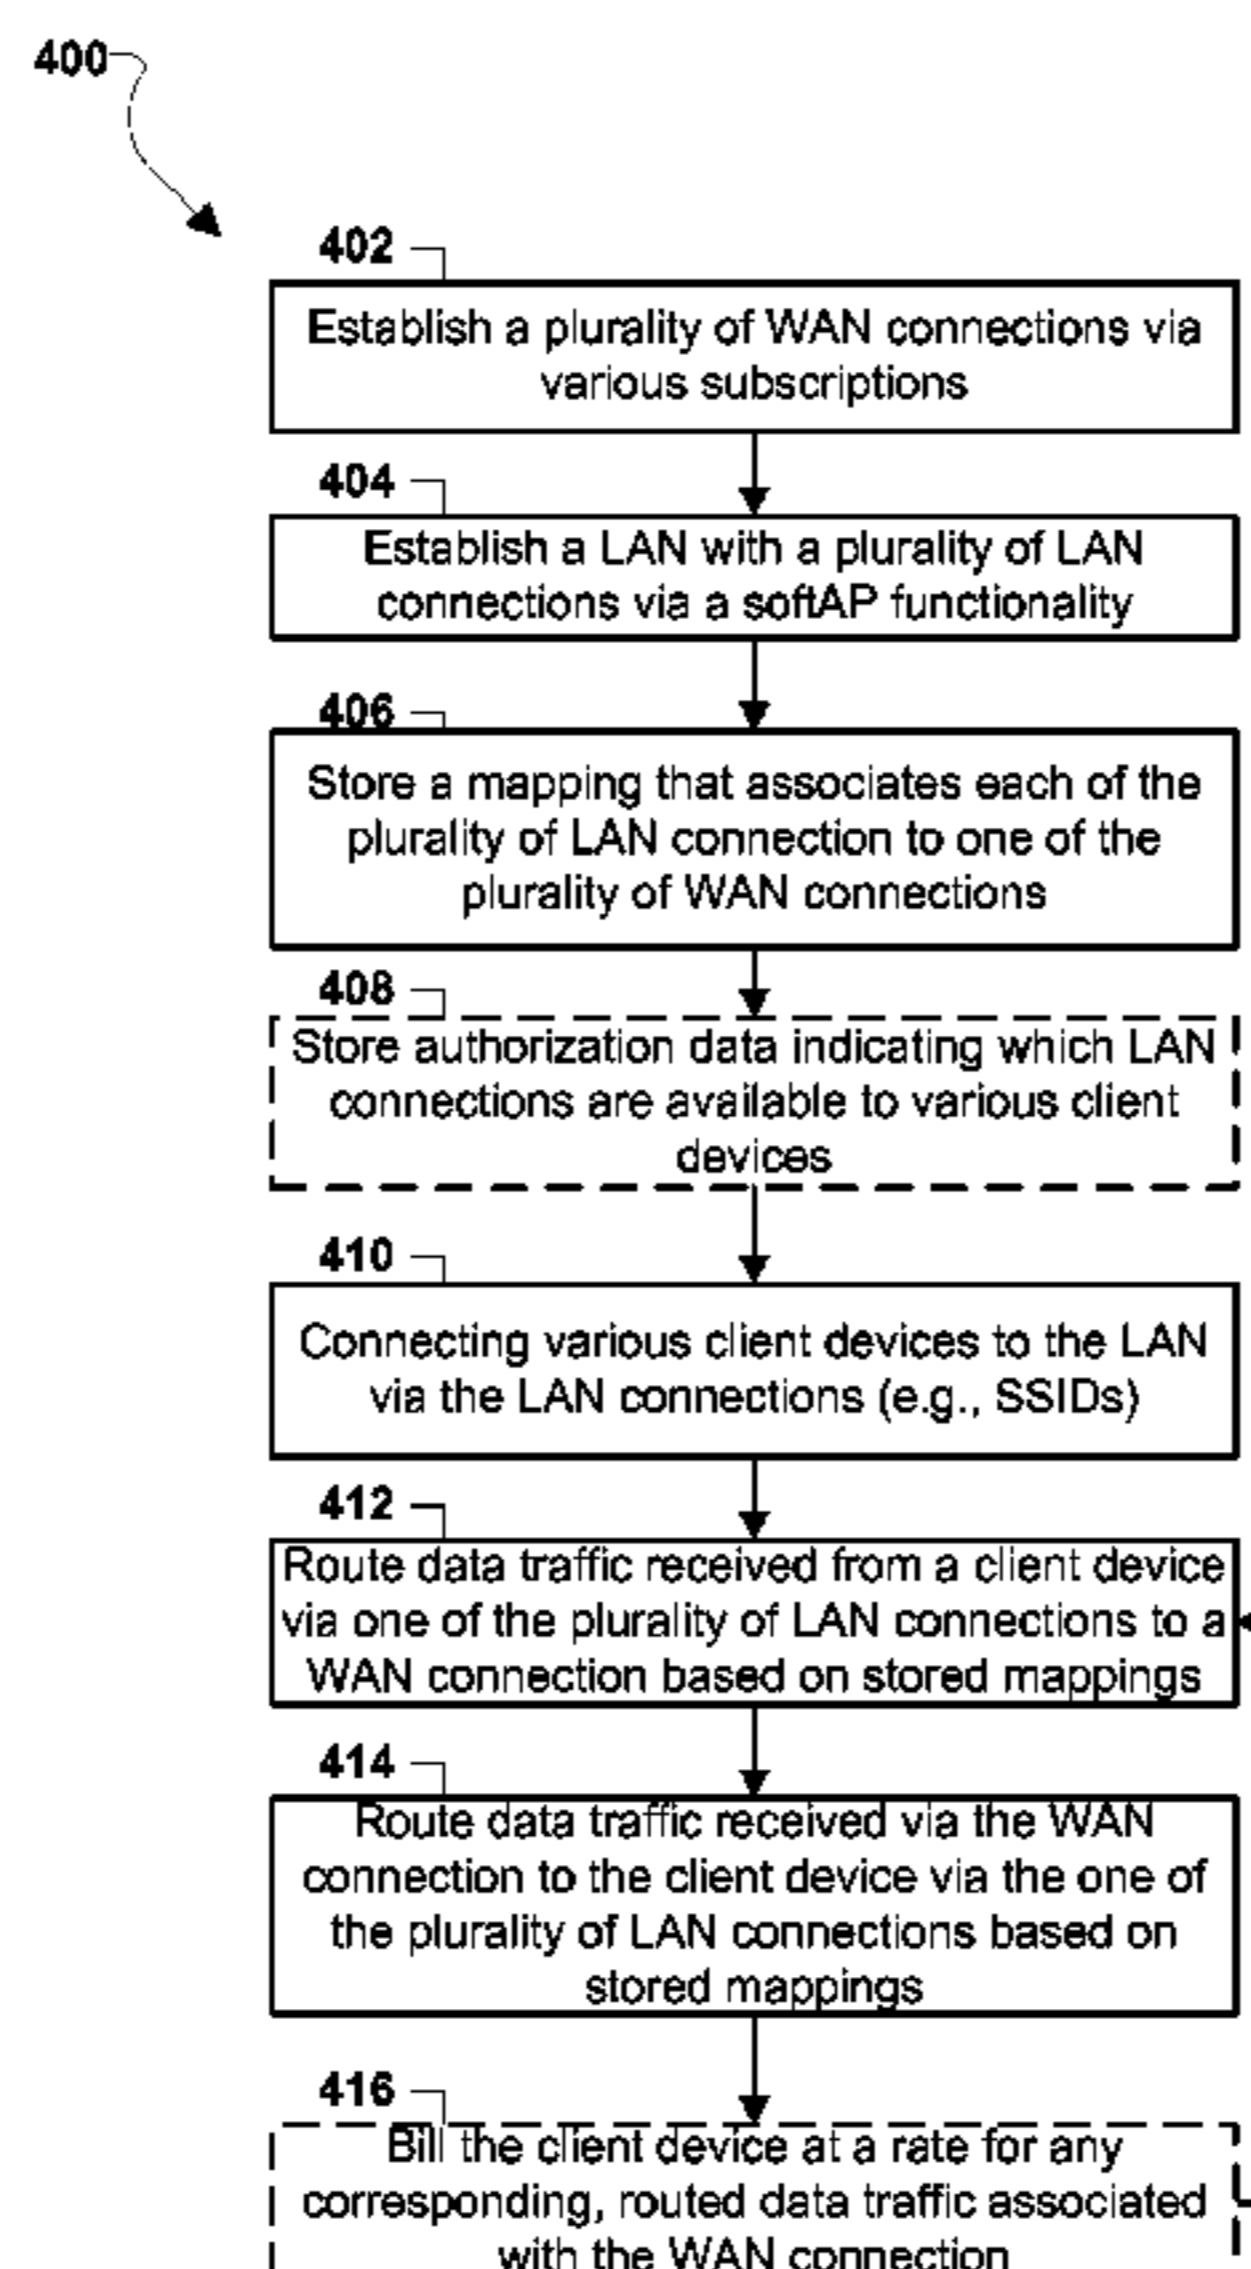 400
402
Establish a plurality of WAN connections via
various subscriptions
404
Establish a LAN with a plurality of LAN
connections via a softAP functionality
406
Store a mapping that associates each of the
plurality of LAN connection to one of the
plurality of WAN connections
408
Store authorization data indicating which LAN
connections are available to various client
devices
410
Connecting various client devices to the LAN
via the LAN connections (e.g., SSIDs)
412
Route data traffic received from a client device
via one of the plurality of LAN connections to a
WAN connection based on stored mappings
414
Route data traffic received via the WAN
connection to the client device via the one of
the plurality of LAN connections based on
stored mappings
416
Bill the client device at a rate for any
corresponding, routed data traffic associated
with the WAN connection